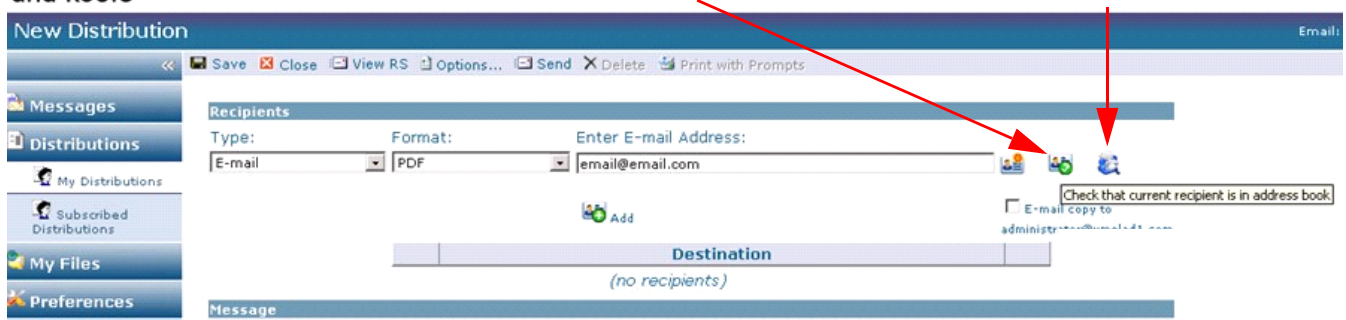 New Distribution Email:
« Save Close View RS Options... Send Delete Print with Prompts
Messages
Recipients
Distributions
Type: Format: Enter E-mail Address:
E-mail PDF email@email.com
My Distributions
Check that current recipient is in address book
Subscribed
Distributions
Add
E-mail copy to
Destination
My Files
(no recipients)
Preferences
Message